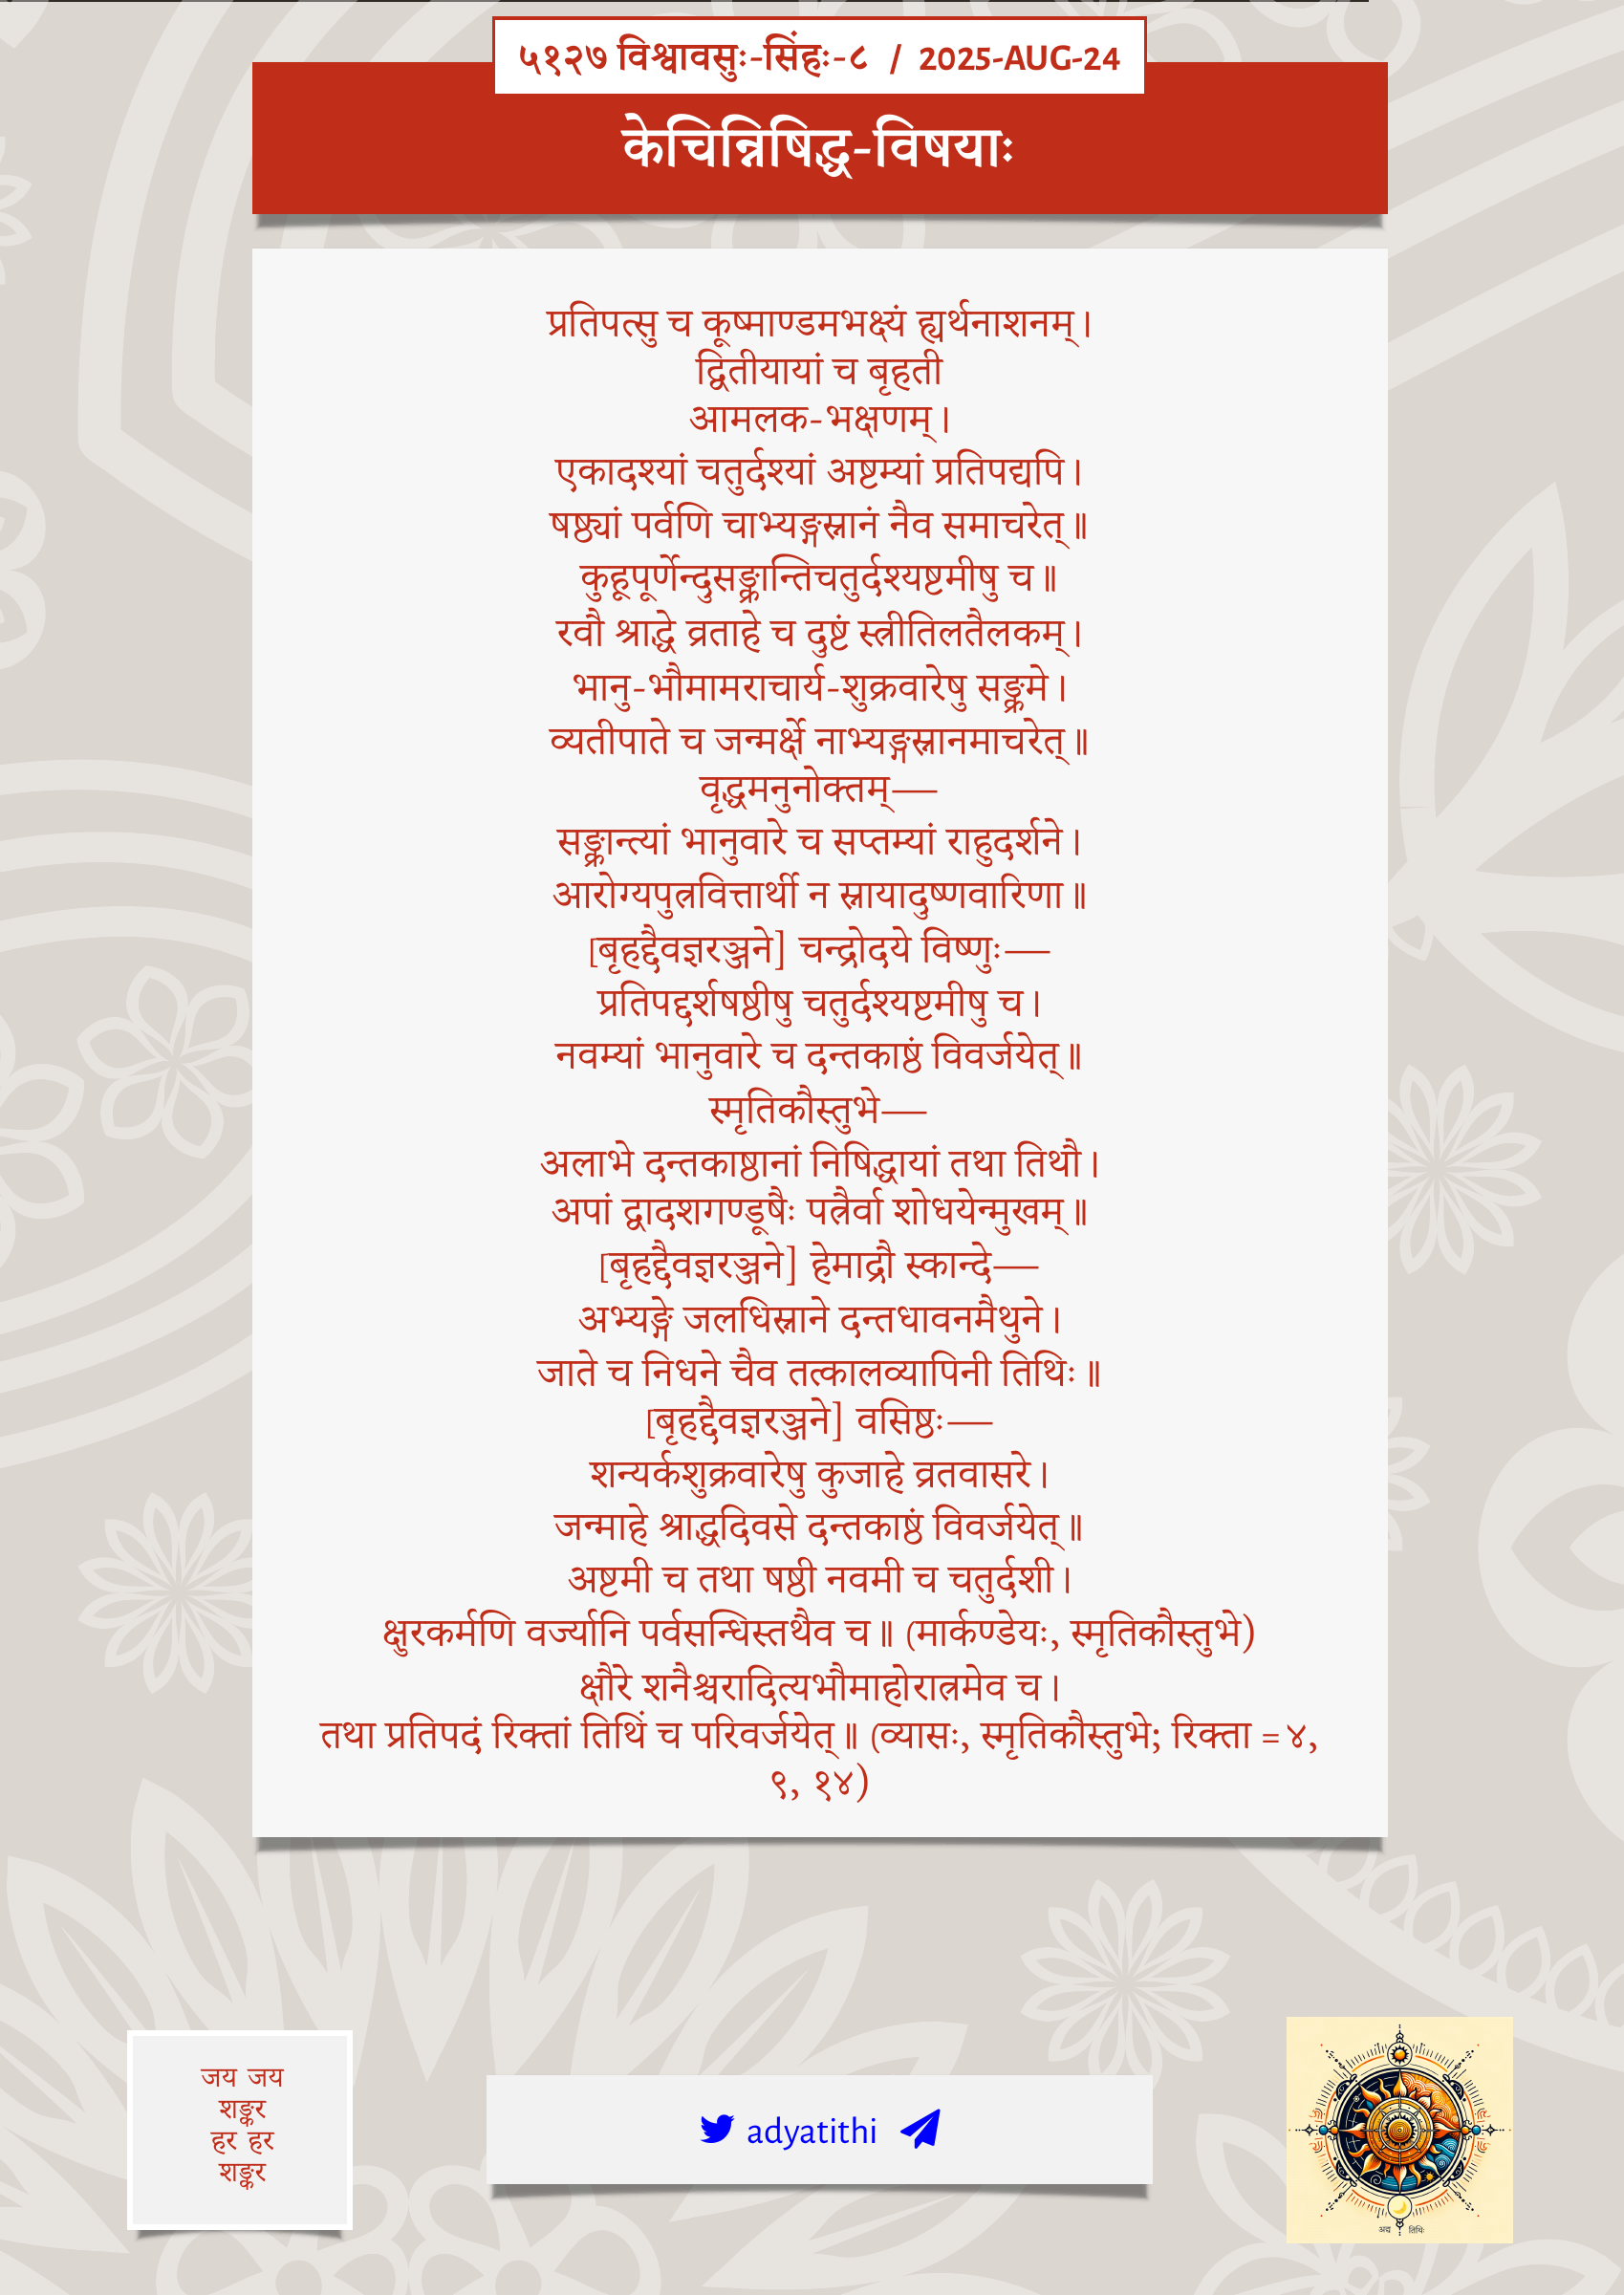 ५१२७ विश्वावसुः-सिंहः-८ / 2025-AUG-24
केचिन्निषिद्ध-विषयाः
प्रतिपत्सु च कूष्माण्डमभक्ष्यं ह्यर्थनाशनम्।
द्वितीयायां च बृहती
आमलक-भक्षणम्।
एकादश्यां चतुर्दश्यां अष्टम्यां प्रतिपद्यपि।
षष्ठ्यां पर्वणि चाभ्यङ्गस्नानं नैव समाचरेत्॥
कुहूपूर्णेन्दुसङ्क्रान्तिचतुर्दश्यष्टमीषु च॥
रवौ श्राद्धे व्रताहे च दुष्टं स्त्रीतिलतैलकम्।
भानु-भौमामराचार्य-शुक्रवारेषु सङ्क्रमे।
व्यतीपाते च जन्मर्क्षे नाभ्यङ्गस्नानमाचरेत्॥
वृद्धमनुनोक्तम्—
सङ्क्रान्त्यां भानुवारे च सप्तम्यां राहुदर्शने।
आरोग्यपुत्रवित्तार्थी न स्नायादुष्णवारिणा॥
[बृहद्दैवज्ञरञ्जने] चन्द्रोदये विष्णुः—
प्रतिपद्दर्शषष्ठीषु चतुर्दश्यष्टमीषु च।
नवम्यां भानुवारे च दन्तकाष्ठं विवर्जयेत्॥
स्मृतिकौस्तुभे—
अलाभे दन्तकाष्ठानां निषिद्धायां तथा तिथौ।
अपां द्वादशगण्डूषैः पत्रैर्वा शोधयेन्मुखम्॥
[बृहद्दैवज्ञरञ्जने] हेमाद्रौ स्कान्दे—
अभ्यङ्गे जलधिस्नाने दन्तधावनमैथुने।
जाते च निधने चैव तत्कालव्यापिनी तिथिः॥
[बृहद्दैवज्ञरञ्जने] वसिष्ठः—
शन्यर्कशुक्रवारेषु कुजाहे व्रतवासरे।
जन्माहे श्राद्धदिवसे दन्तकाष्ठं विवर्जयेत्॥
अष्टमी च तथा षष्ठी नवमी च चतुर्दशी।
क्षुरकर्मणि वर्ज्यानि पर्वसन्धिस्तथैव च॥ (मार्कण्डेयः, स्मृतिकौस्तुभे)
क्षौरे शनैश्चरादित्यभौमाहोरात्रमेव च।
तथा प्रतिपदं रिक्तां तिथिं च परिवर्जयेत्॥ (व्यासः, स्मृतिकौस्तुभे; रिक्ता = ४,
९, १४)
जय जय
शङ्कर
हर हर
शङ्कर
adyatithi
अद्य तिथिः